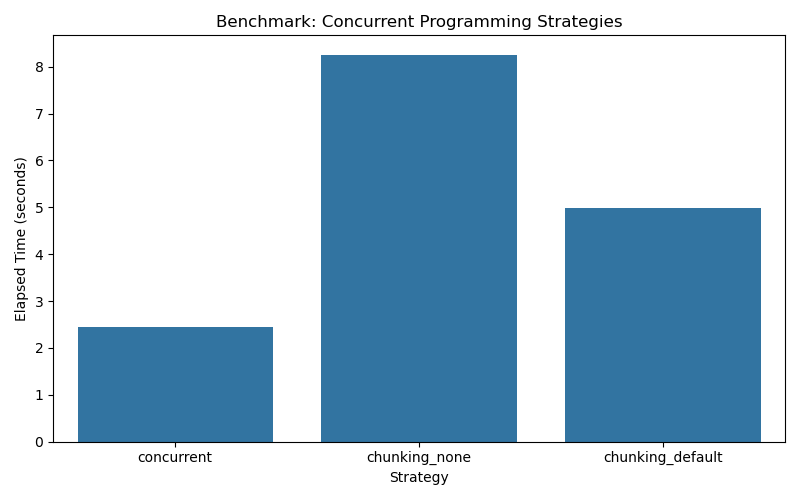 Benchmark: Concurrent Programming Strategies
Elapsed Time (seconds)
8
7
6
5
4
3
2
1
0
concurrent
chunking_none
chunking_default
Strategy